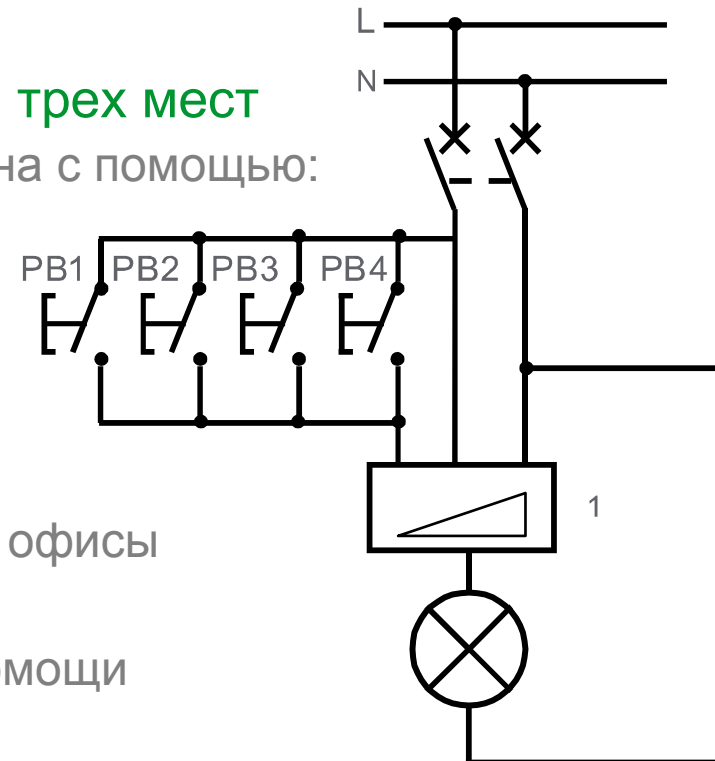 L
N
трех мест
на с помощью:
PB1 PB2 PB3 PB4
1
офисы
мощи